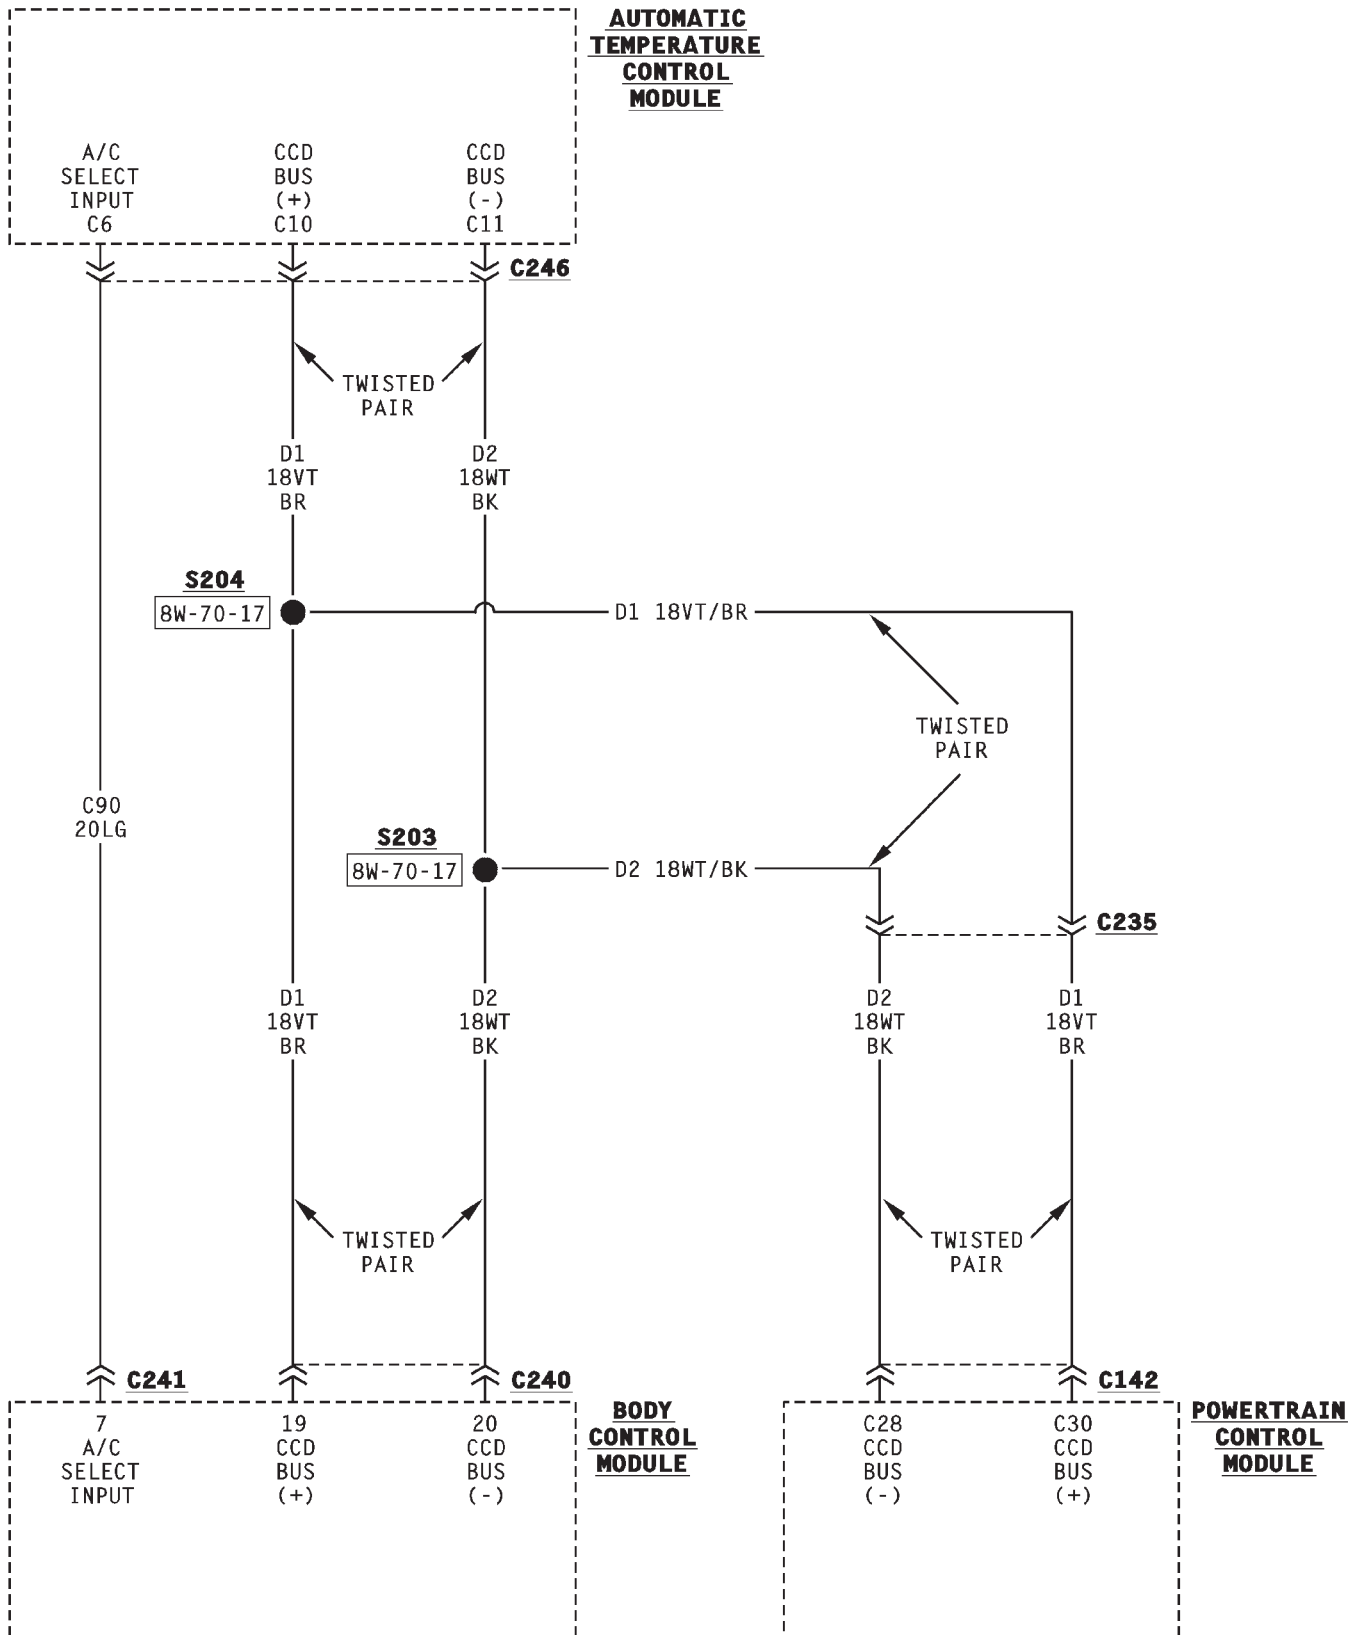 AUTOMATIC
TEMPERATURE
CONTROL
MODULE
A/C
SELECT
INPUT
C6
CCD
BUS
(+)
C10
CCD
BUS
(-)
C11
C246
TWISTED
PAIR
D1
18VT
BR
D2
18WT
BK
S204
8W-70-17
D1 18VT/BR
TWISTED
PAIR
C90
20LG
S203
8W-70-17
D2 18WT/BK
C235
D1
18VT
BR
D2
18WT
BK
D2
18WT
BK
D1
18VT
BR
TWISTED
PAIR
TWISTED
PAIR
C241
C240
C142
7
A/C
SELECT
INPUT
19
CCD
BUS
(+)
20
CCD
BUS
(-)
BODY
CONTROL
MODULE
C28
CCD
BUS
(-)
C30
CCD
BUS
(+)
POWERTRAIN
CONTROL
MODULE